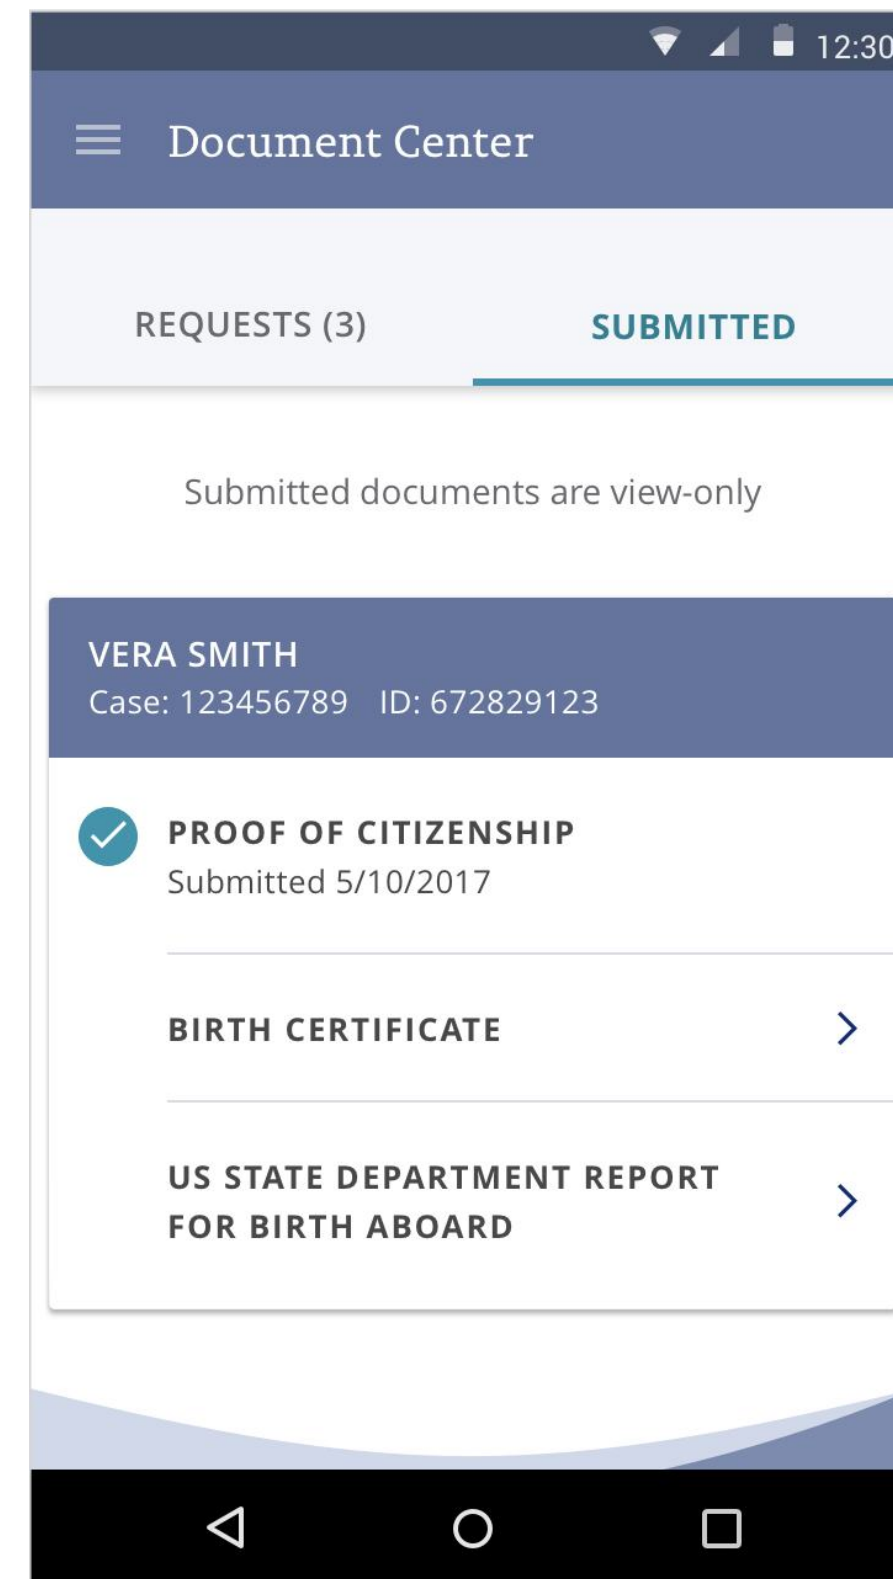 12:30
Document Center
REQUESTS (3)
SUBMITTED
Submitted documents are view-only
VERA SMITH
Case: 123456789 ID: 672829123
PROOF OF CITIZENSHIP
Submitted 5/10/2017
BIRTH CERTIFICATE
US STATE DEPARTMENT REPORT
FOR BIRTH ABOARD